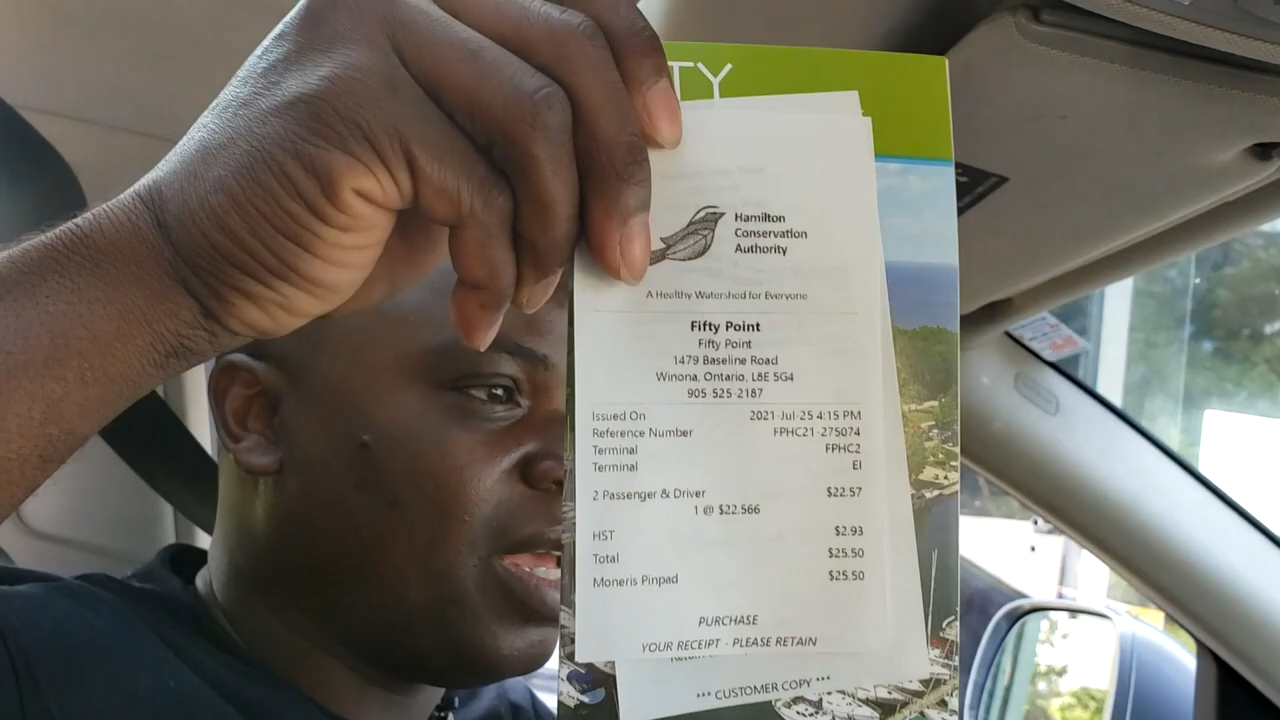 TY
Hamilton
Conservation
Authority
A Healthy Watershed for Everyone
Fifty Point
Fifty Point
1479 Baseline Road
Winona, Ontario, L8E 5G4
905-525-2187
Issued On 2021-Jul-25 4:15 PM
Reference Number FPHC21-275074
Terminal FPHC2
Terminal EI
2 Passenger & Driver $22.57
1 @ $22.566
HST $2.93
Total $25.50
Moneris Pinpad $25.50
PURCHASE
YOUR RECEIPT - PLEASE RETAIN
*** CUSTOMER COPY ***